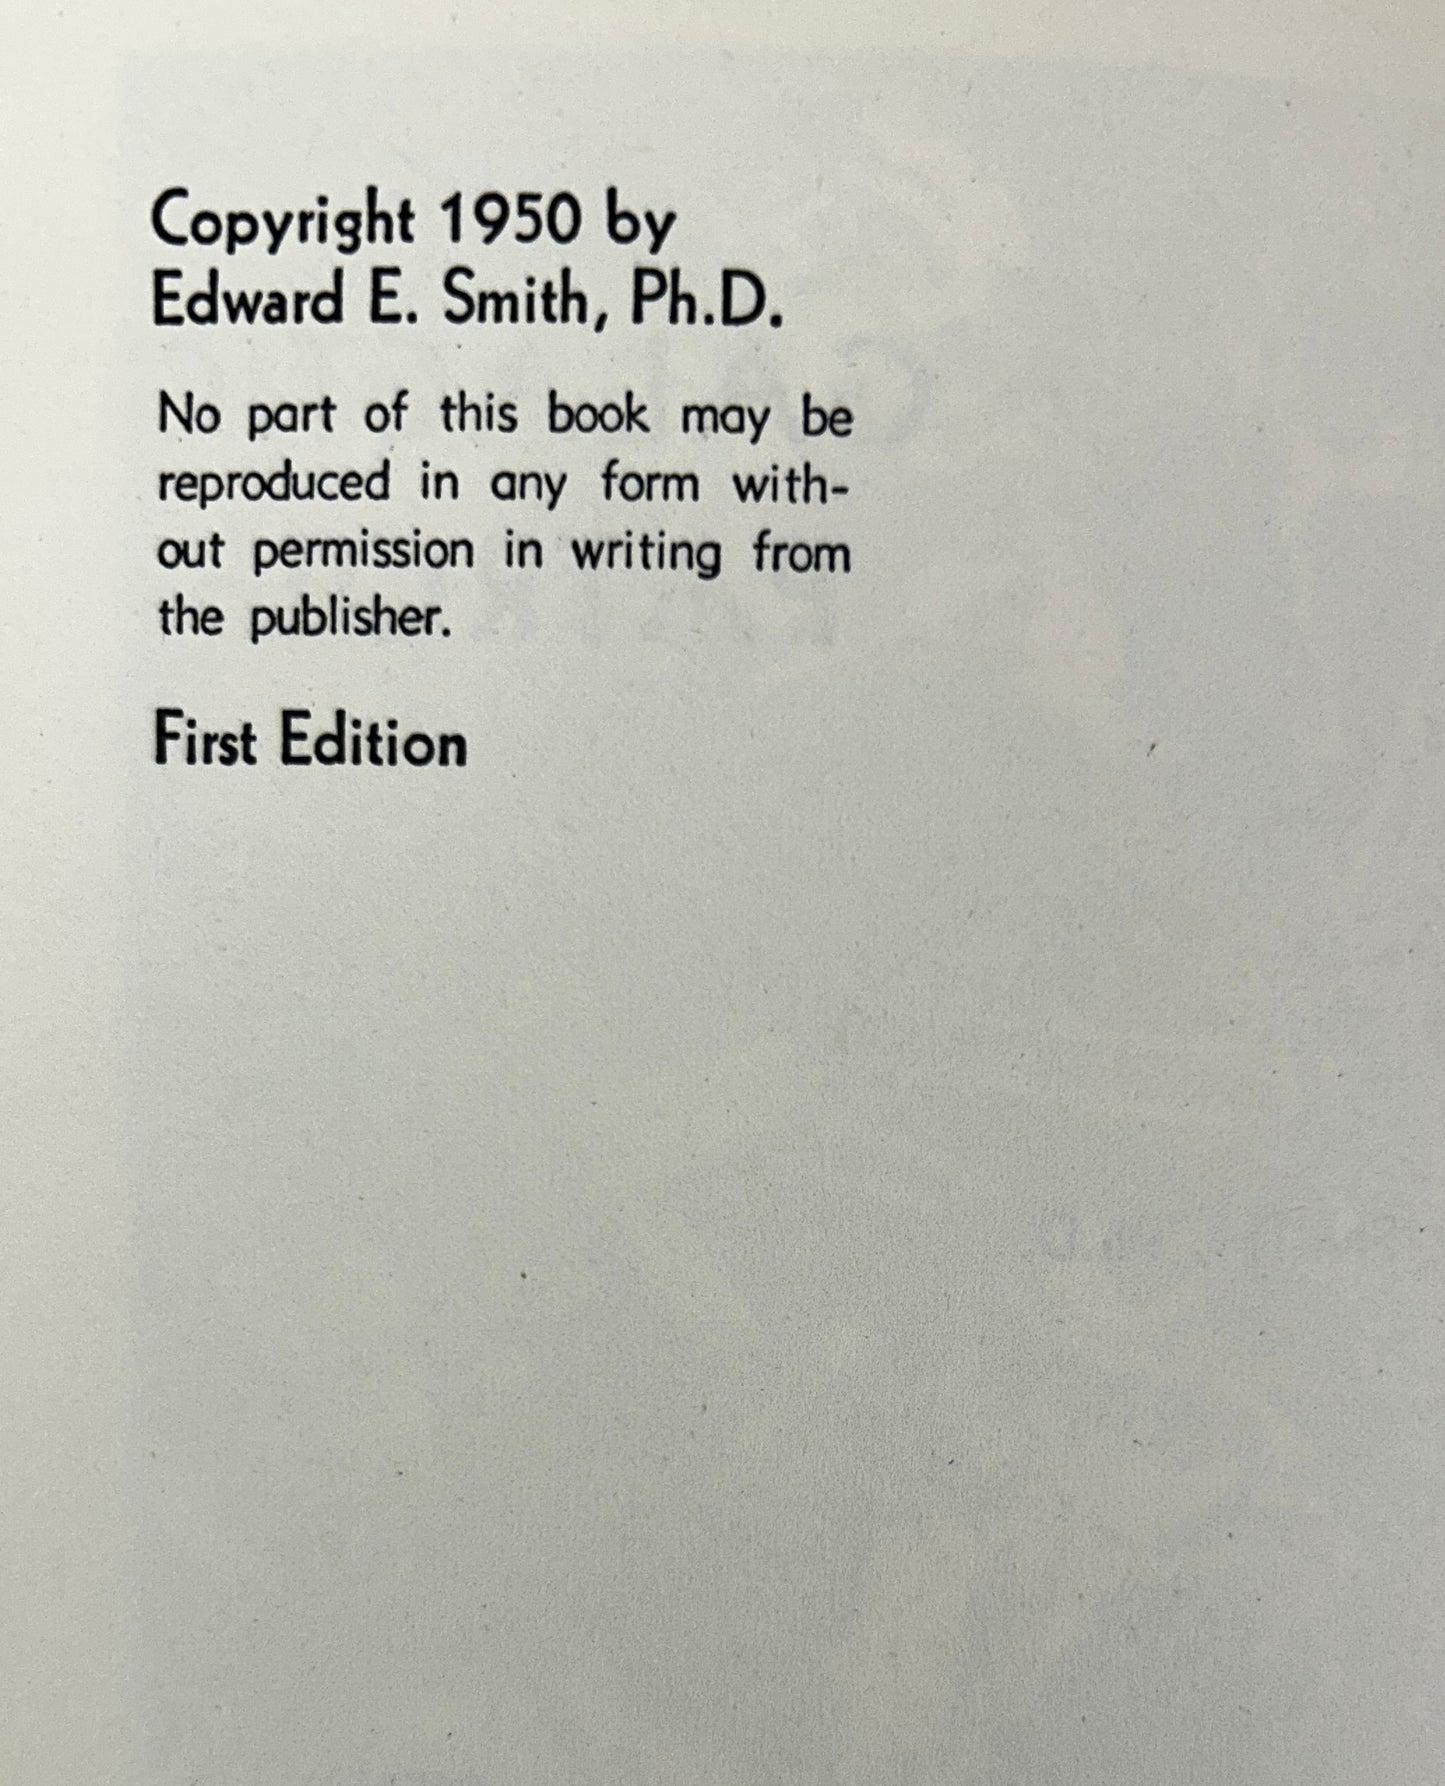 Copyright 1950 by
Edward E. Smith, Ph.D.
No part of this book may be
reproduced in any form with-
out permission in writing from
the publisher.
First Edition